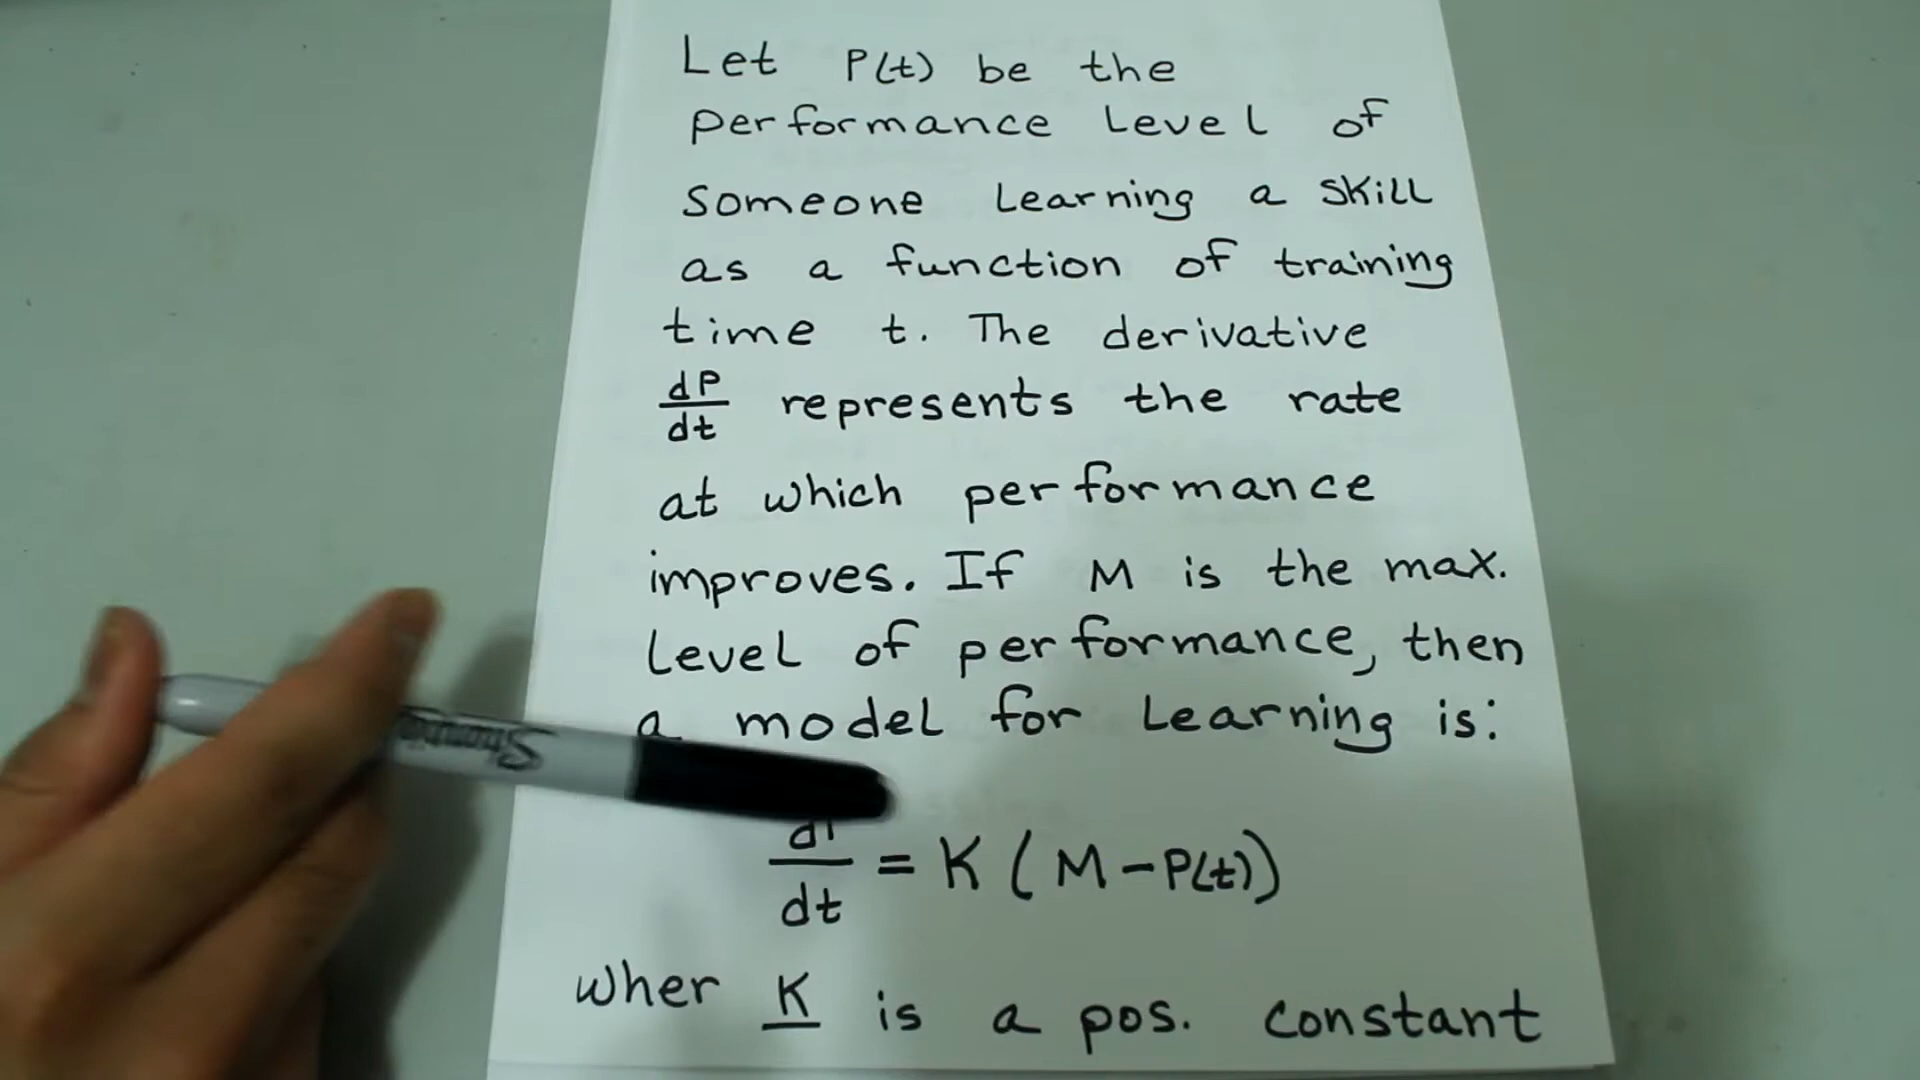 Let P(t) be the
performance Level of
someone Learning a skill
as a function of training
time t. The derivative
dP/dt represents the rate
at which performance
improves. If M is the max.
Level of performance, then
a model for Learning is:
dP/dt = K(M-P(t))
wher K is a pos. constant
Sharpie